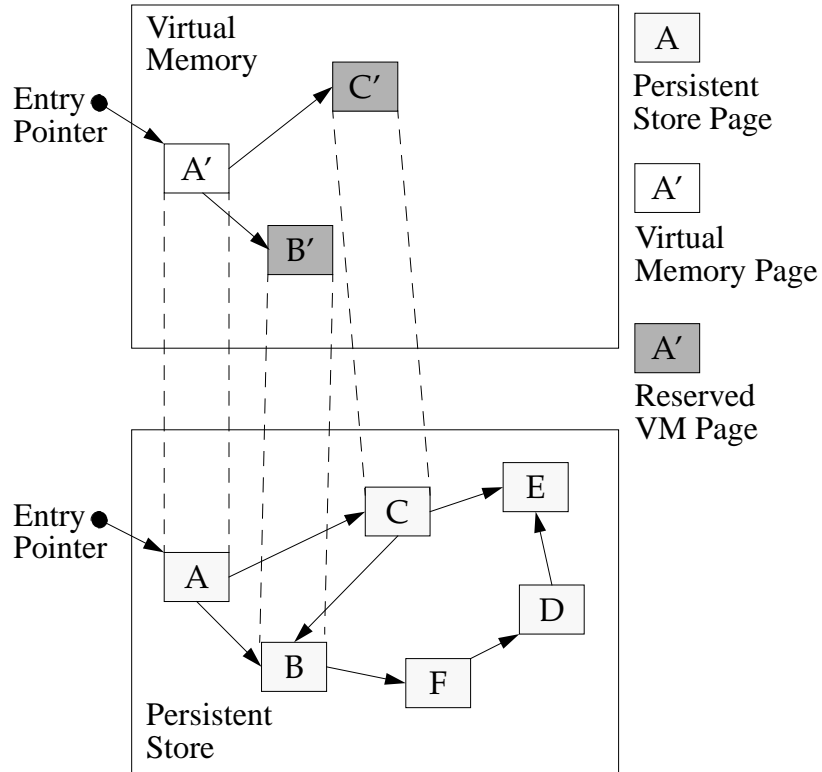 Virtual
Memory
Entry
Pointer
A′
C′
B′
A
Persistent
Store Page
A′
Virtual
Memory Page
A′
Reserved
VM Page
Entry
Pointer
A
C
E
B
F
D
Persistent
Store